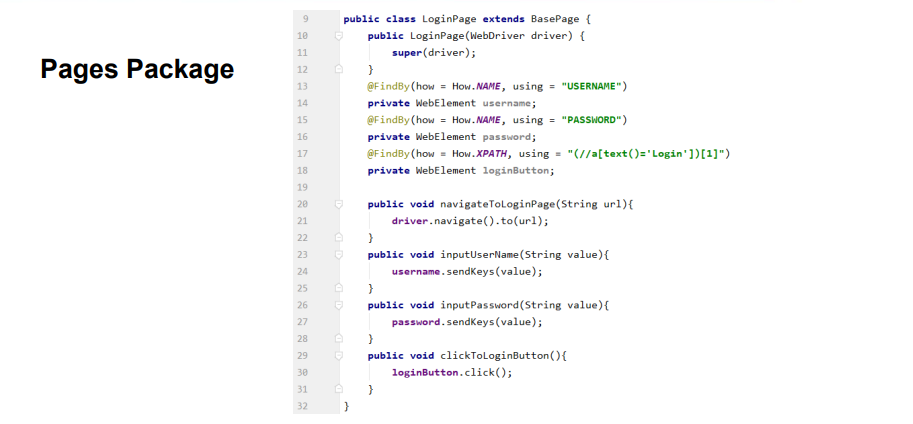 Pages Package
9 public class LoginPage extends BasePage {
10 public LoginPage(WebDriver driver) {
11 super(driver);
12 }
13 @FindBy(how = How.NAME, using = "USERNAME")
14 private WebElement username;
15 @FindBy(how = How.NAME, using = "PASSWORD")
16 private WebElement password;
17 @FindBy(how = How.XPATH, using = "(//a[text()='Login'])[1]")
18 private WebElement loginButton;
19
20 public void navigateToLoginPage(String url){
21 driver.navigate().to(url);
22 }
23 public void inputUserName(String value){
24 username.sendKeys(value);
25 }
26 public void inputPassword(String value){
27 password.sendKeys(value);
28 }
29 public void clickToLoginButton(){
30 loginButton.click();
31 }
32 }